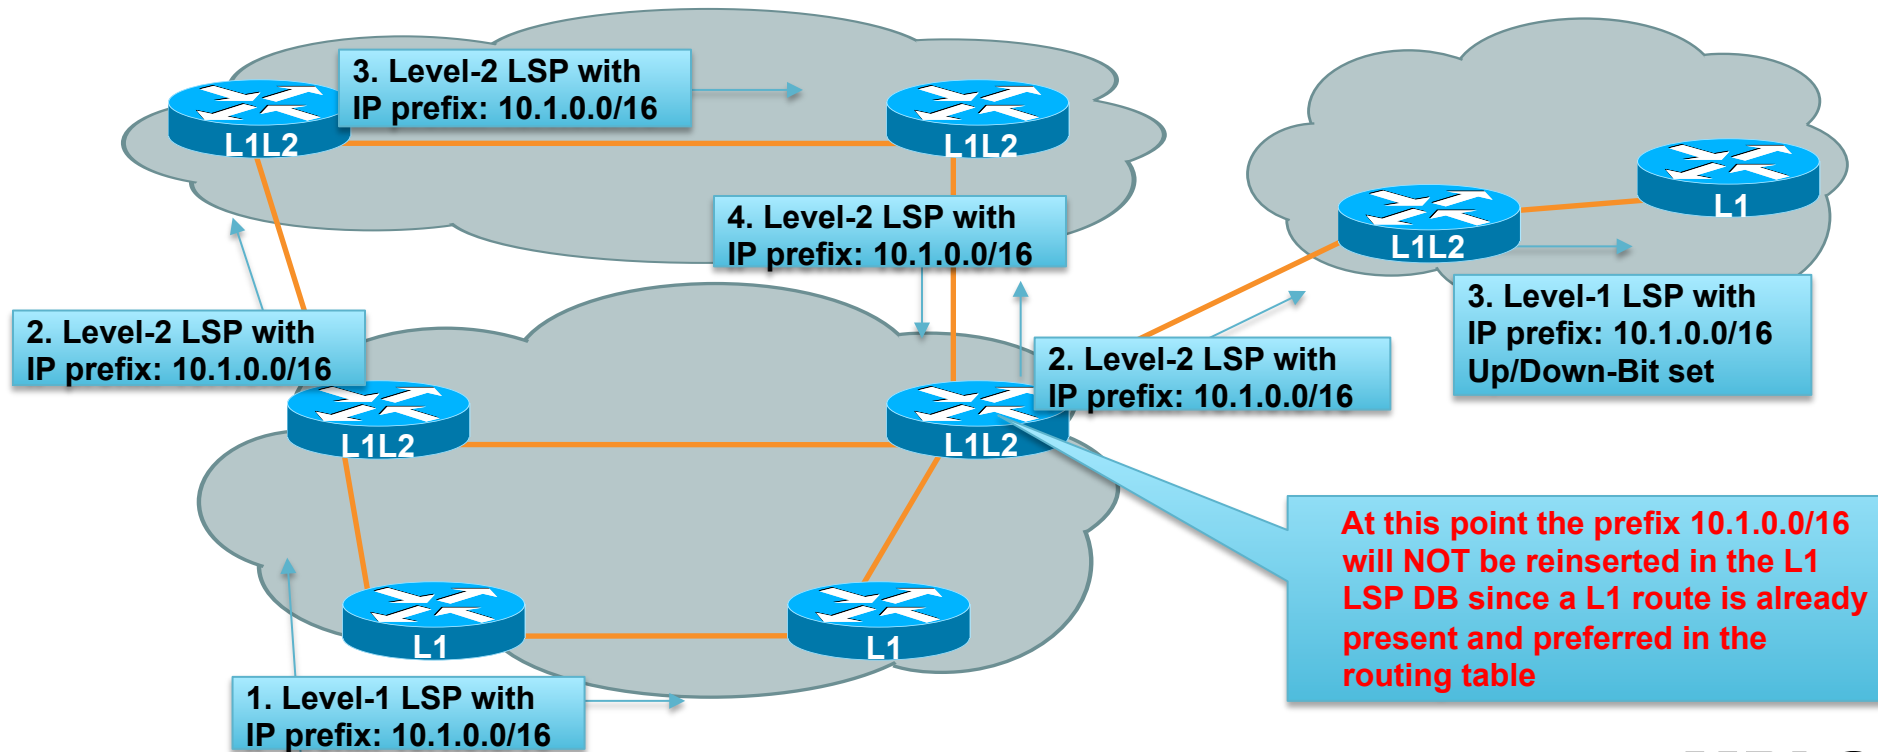 3. Level-2 LSP with
IP prefix: 10.1.0.0/16
L1L2
L1L2
L1
L1L2
4. Level-2 LSP with
IP prefix: 10.1.0.0/16
2. Level-2 LSP with
IP prefix: 10.1.0.0/16
3. Level-1 LSP with
IP prefix: 10.1.0.0/16
Up/Down-Bit set
2. Level-2 LSP with
IP prefix: 10.1.0.0/16
L1L2
L1L2
At this point the prefix 10.1.0.0/16
will NOT be reinserted in the L1
LSP DB since a L1 route is already
present and preferred in the
routing table
L1
L1
1. Level-1 LSP with
IP prefix: 10.1.0.0/16